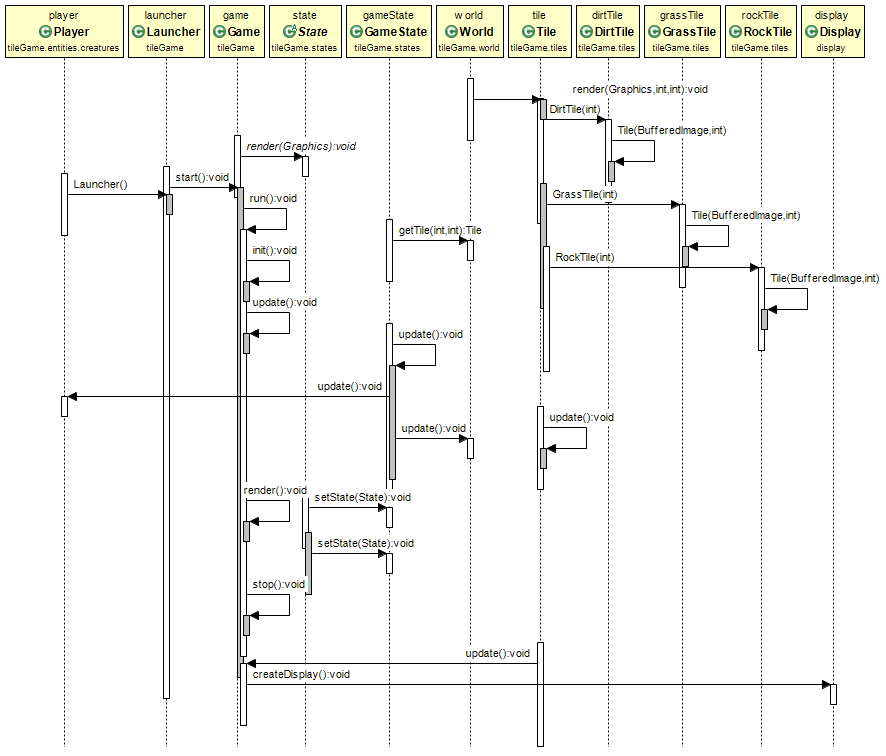 player
launcher
game
state
gameState
world
tile
dirtTile
grassTile
rockTile
display
C Player
C Launcher
C Game
C State
C GameState
C World
C Tile
C DirtTile
C GrassTile
C RockTile
C Display
tileGame.entities.creatures
tileGame
tileGame
tileGame.states
tileGame.states
tileGame.world
tileGame.tiles
tileGame.tiles
tileGame.tiles
tileGame.tiles
display
render(Graphics,int,int):void
DirtTile(int)
Tile(BufferedImage,int)
render(Graphics):void
Launcher()
start():void
run():void
GrassTile(int)
Tile(BufferedImage,int)
getTile(int,int):Tile
init():void
RockTile(int)
Tile(BufferedImage,int)
update():void
update():void
update():void
update():void
update():void
render():void
setState(State):void
setState(State):void
stop():void
update():void
createDisplay():void